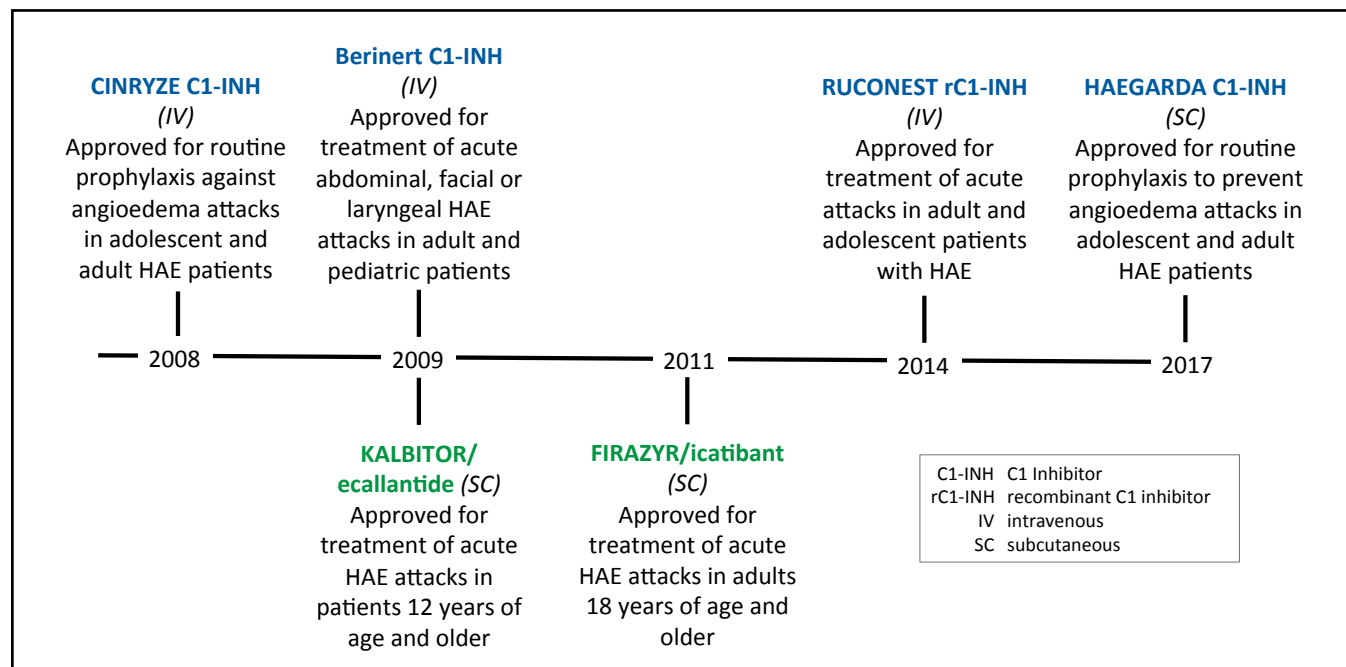 CINRYZE C1-INH
(IV)
Approved for routine
prophylaxis against
angioedema attacks
in adolescent and
adult HAE patients
Berinert C1-INH
(IV)
Approved for
treatment of acute
abdominal, facial or
laryngeal HAE
attacks in adult and
pediatric patients
RUCONEST rC1-INH
(IV)
Approved for
treatment of acute
attacks in adult and
adolescent patients
with HAE
HAEGARDA C1-INH
(SC)
Approved for routine
prophylaxis to prevent
angioedema attacks in
adolescent and adult
HAE patients
2008 2009 2011 2014 2017
KALBITOR/
ecallantide (SC)
Approved for
treatment of acute
HAE attacks in
patients 12 years of
age and older
FIRAZYR/icatibant
(SC)
Approved for
treatment of acute
HAE attacks in adults
18 years of age and
older
C1-INH C1 Inhibitor
rC1-INH recombinant C1 inhibitor
IV intravenous
SC subcutaneous